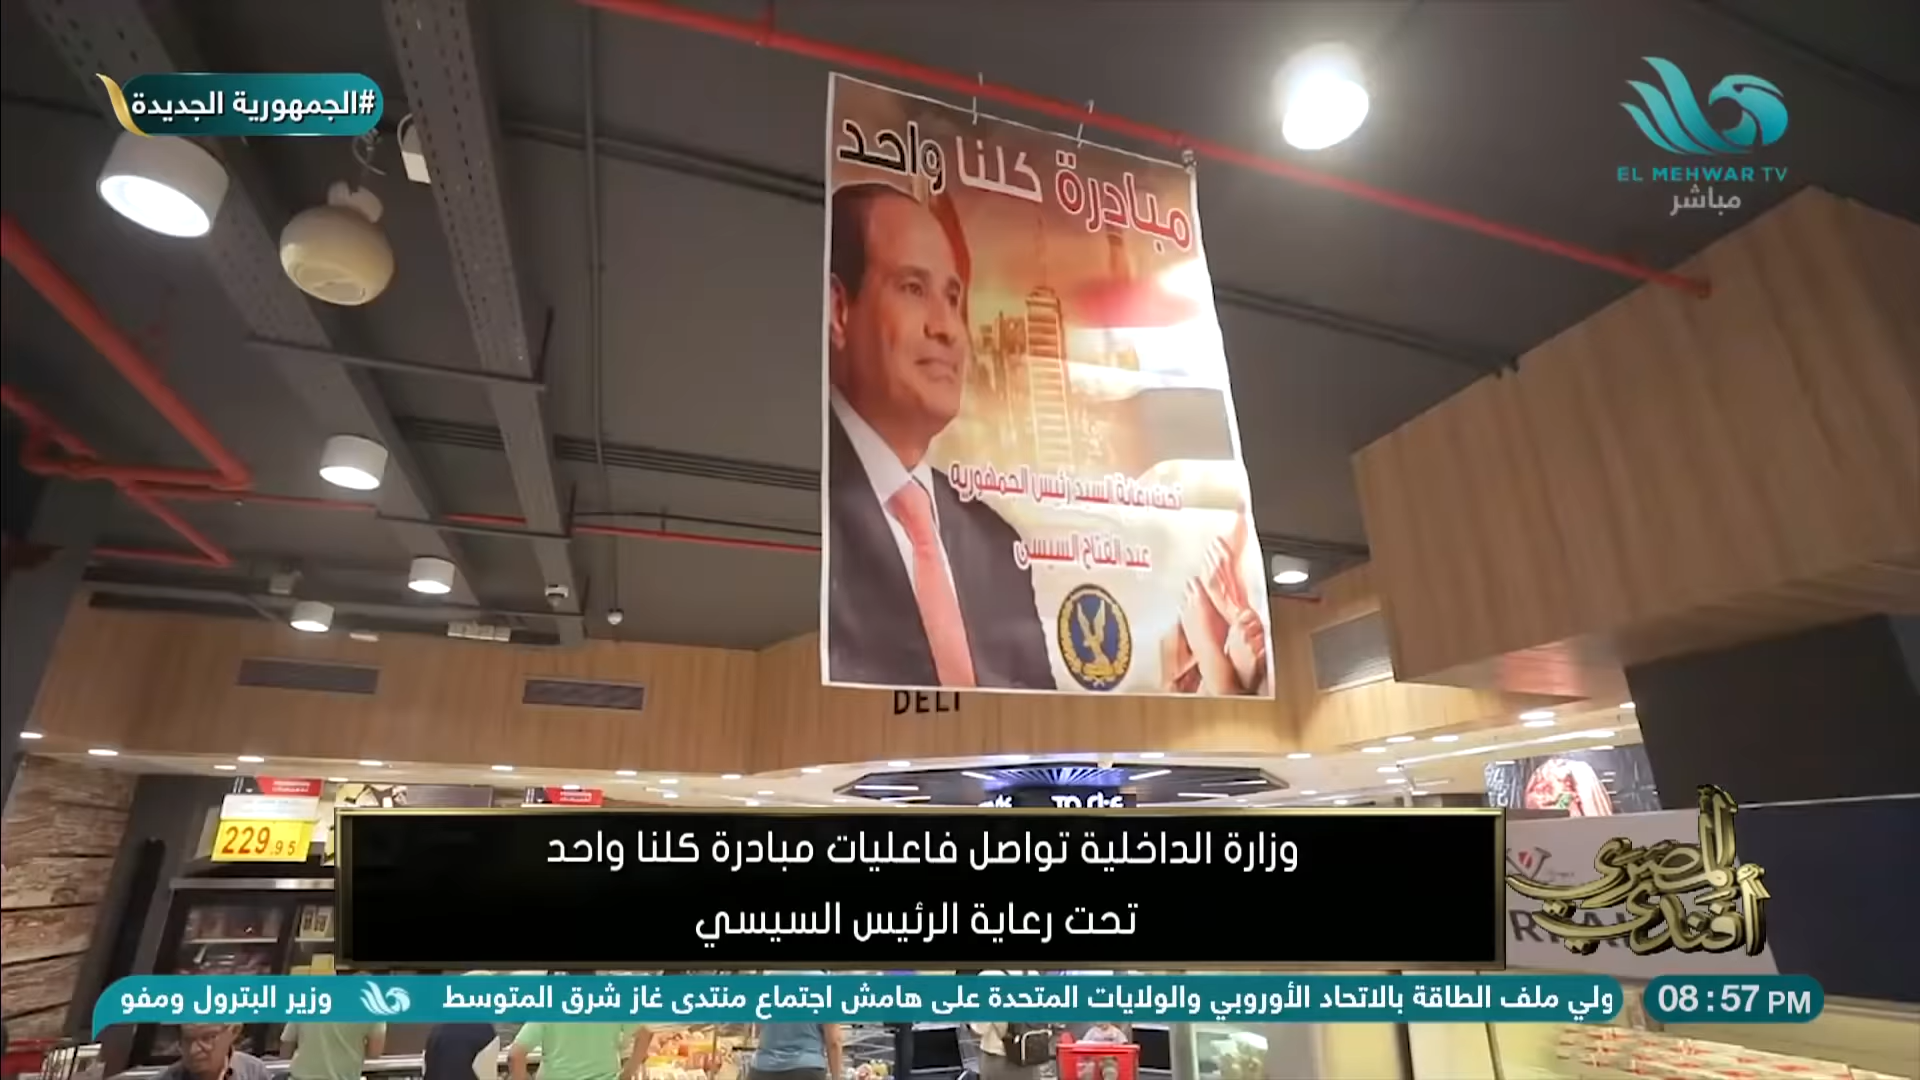 #الجمهورية الجديدة
EL MEHWAR TV
مباشر
مبادرة كلنا واحد
تحت رعاية السيد رئيس الجمهورية
عبد الفتاح السيسى
DELI
229.95
وزارة الداخلية تواصل فاعليات مبادرة كلنا واحد
تحت رعاية الرئيس السيسي
المصري أفندي
ولي ملف الطاقة بالاتحاد الأوروبي والولايات المتحدة على هامش اجتماع منتدى غاز شرق المتوسط
وزير البترول ومفو
08:57 PM